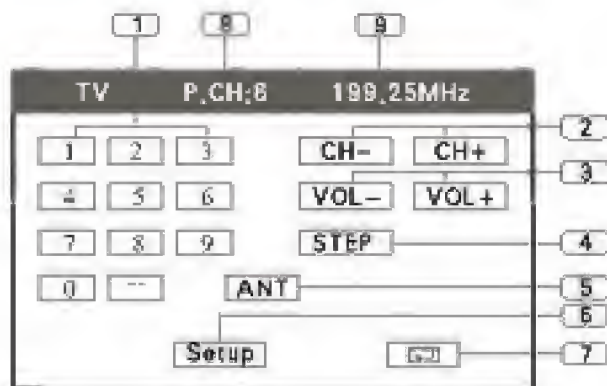 1 8 9
TV P.CH:6 199.25MHz
1 2 3 CH- CH+ 2
4 5 6 VOL- VOL+ 3
7 8 9 STEP 4
0 -- ANT 5
6
Setup 7